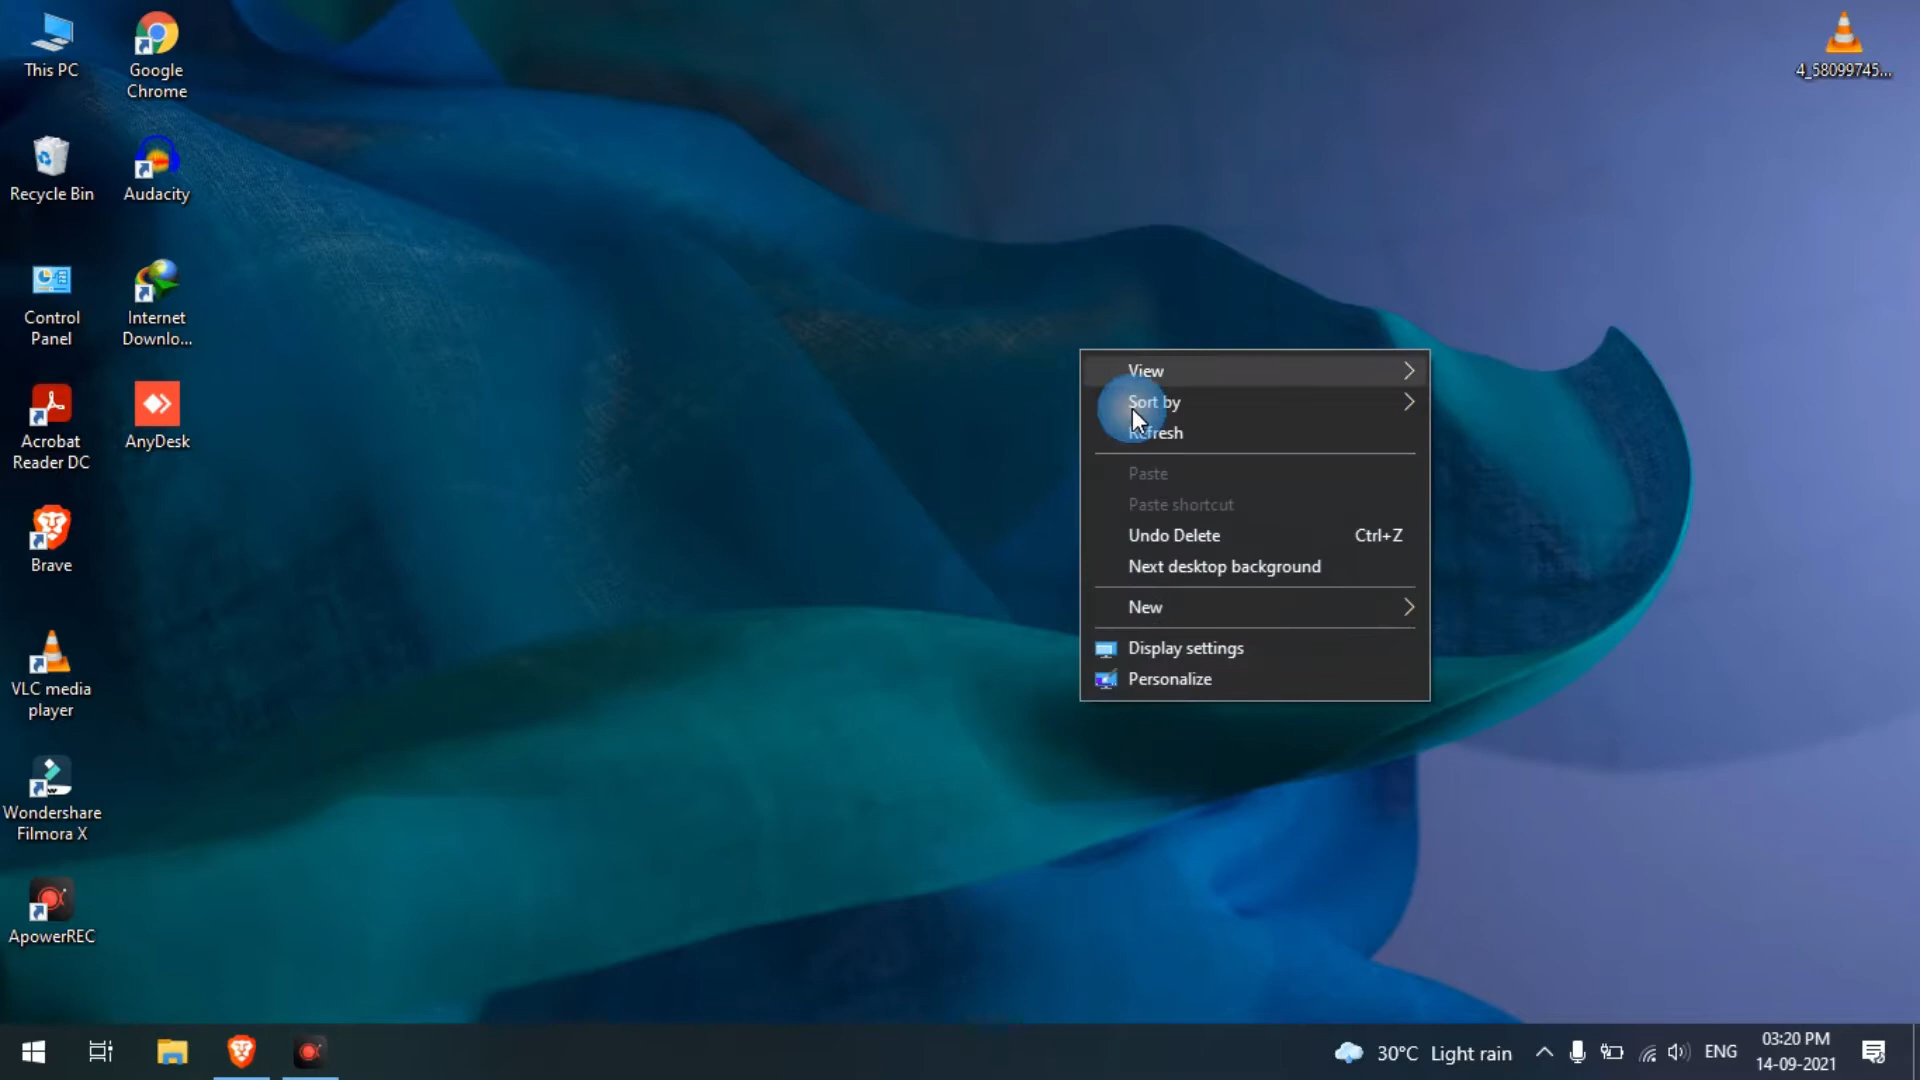 This PC
Google
Chrome
4_58099745...
Recycle Bin
Audacity
Control
Panel
Internet
Downlo...
Acrobat
Reader DC
AnyDesk
Brave
VLC media
player
Wondershare
Filmora X
ApowerREC
View
Sort by
Refresh
Paste
Paste shortcut
Undo Delete Ctrl+Z
Next desktop background
New
Display settings
Personalize
30°C Light rain
ENG
03:20 PM
14-09-2021